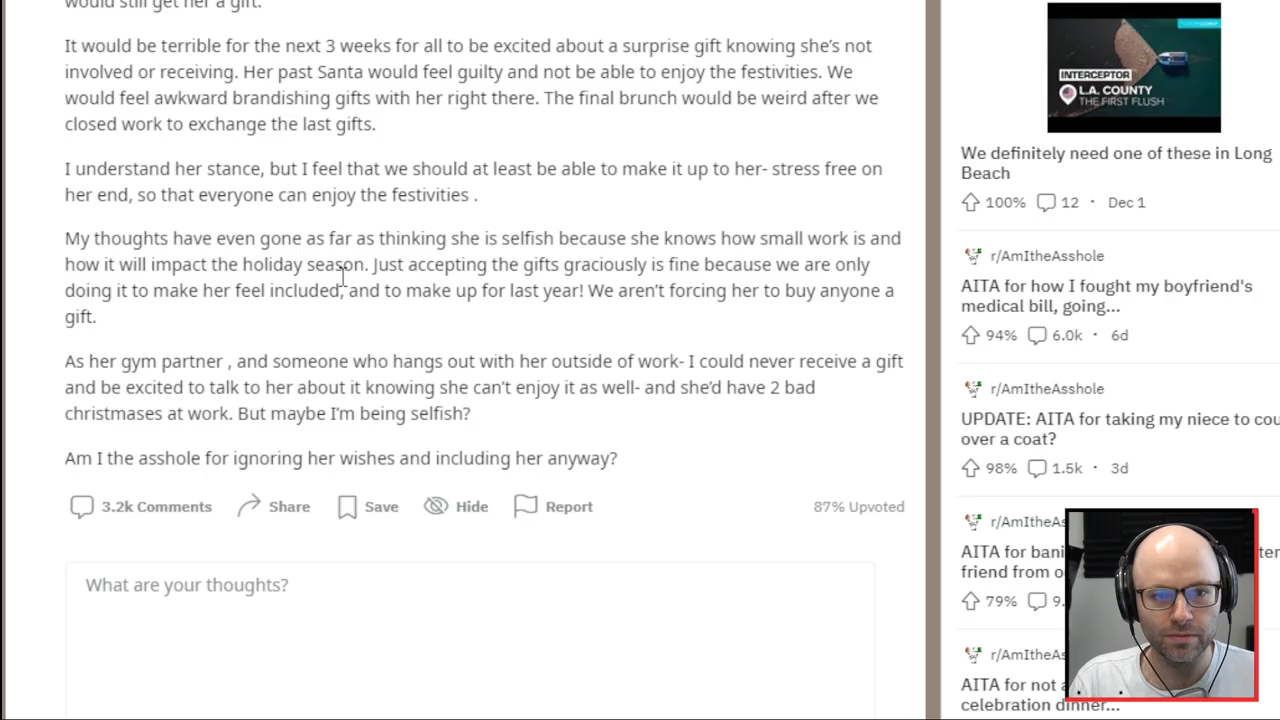 would still get her a gift.
It would be terrible for the next 3 weeks for all to be excited about a surprise gift knowing she's not
involved or receiving. Her past Santa would feel guilty and not be able to enjoy the festivities. We
would feel awkward brandishing gifts with her right there. The final brunch would be weird after we
closed work to exchange the last gifts.
I understand her stance, but I feel that we should at least be able to make it up to her- stress free on
her end, so that everyone can enjoy the festivities .
My thoughts have even gone as far as thinking she is selfish because she knows how small work is and
how it will impact the holiday season. Just accepting the gifts graciously is fine because we are only
doing it to make her feel included, and to make up for last year! We aren't forcing her to buy anyone a
gift.
As her gym partner , and someone who hangs out with her outside of work- I could never receive a gift
and be excited to talk to her about it knowing she can't enjoy it as well- and she'd have 2 bad
christmases at work. But maybe I'm being selfish?
Am I the asshole for ignoring her wishes and including her anyway?
3.2k Comments Share Save Hide Report 87% Upvoted
What are your thoughts?
INTERCEPTOR
L.A. COUNTY
THE FIRST FLUSH
We definitely need one of these in Long
Beach
100% 12 · Dec 1
r/AmItheAsshole
AITA for how I fought my boyfriend's
medical bill, going...
94% 6.0k · 6d
r/AmItheAsshole
UPDATE: AITA for taking my niece to cou
over a coat?
98% 1.5k · 3d
r/AmItheAs
AITA for bani
friend from o
79% 9.
r/AmItheAs
AITA for not a
celebration dinner...